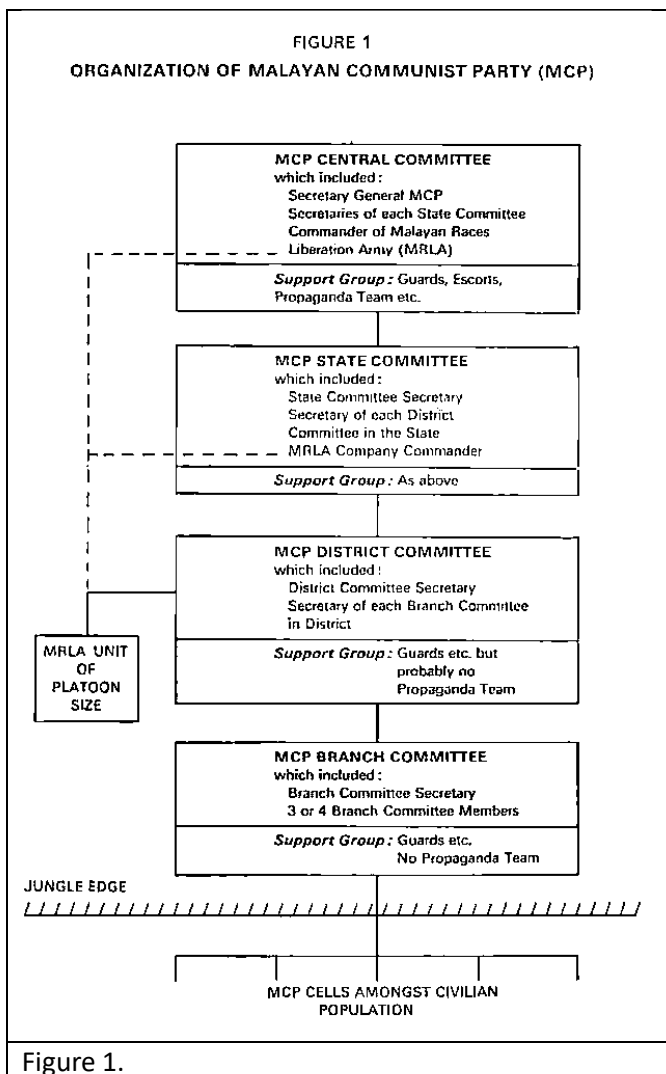 FIGURE 1
ORGANIZATION OF MALAYAN COMMUNIST PARTY (MCP)
MCP CENTRAL COMMITTEE
which included:
Secretary General MCP
Secretaries of each State Committee
Commander of Malayan Races
Liberation Army (MRLA)
Support Group: Guards, Escorts,
Propaganda Team etc.
MCP STATE COMMITTEE
which included:
State Committee Secretary
Secretary of each District
Committee in the State
MRLA Company Commander
Support Group: As above
MCP DISTRICT COMMITTEE
which included:
District Committee Secretary
Secretary of each Branch Committee
in District
Support Group: Guards etc. but
probably no
Propaganda Team
MRLA UNIT
OF
PLATOON
SIZE
MCP BRANCH COMMITTEE
which included:
Branch Committee Secretary
3 or 4 Branch Committee Members
Support Group: Guards etc.
No Propaganda Team
JUNGLE EDGE
MCP CELLS AMONGST CIVILIAN
POPULATION
Figure 1.